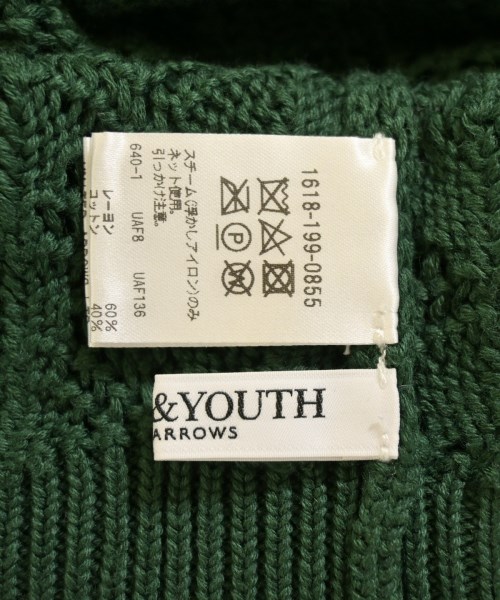 1618-199-0855
スチーム(浮かしアイロン)のみ
ネット使用。
引っかけ注意。
640-1 UAF8 UAF136
レーヨン 60%
コットン 40%
&YOUTH
ARROWS